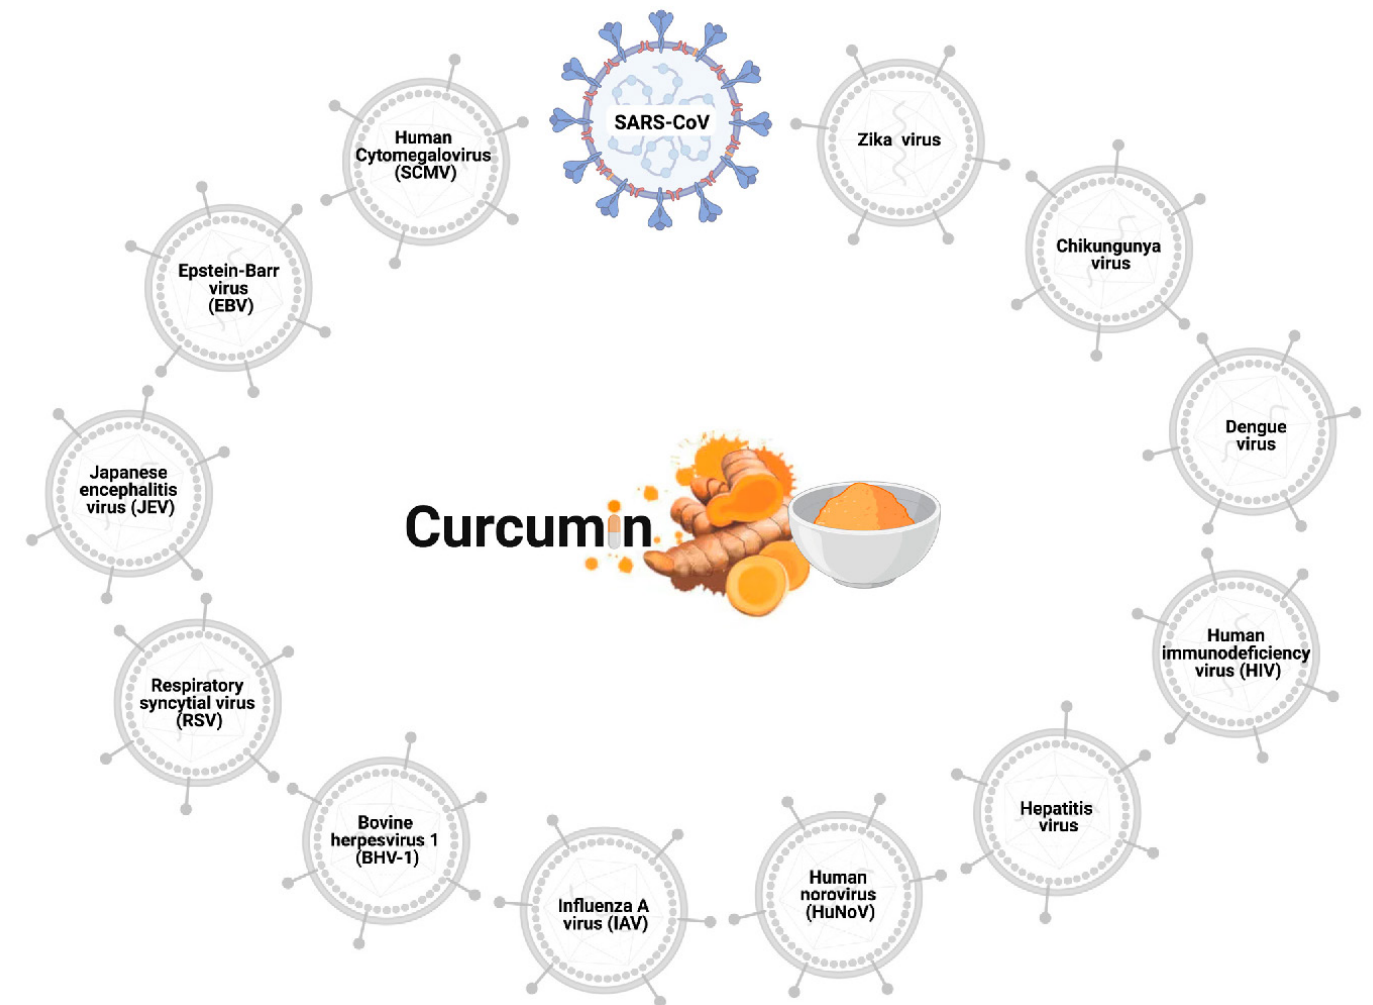 SARS-CoV
Zika virus
Chikungunya
virus
Dengue
virus
Human
immunodeficiency
virus (HIV)
Hepatitis
virus
Human
norovirus
(HuNoV)
Influenza A
virus (IAV)
Bovine
herpesvirus 1
(BHV-1)
Respiratory
syncytial virus
(RSV)
Japanese
encephalitis
virus (JEV)
Epstein-Barr
virus
(EBV)
Human
Cytomegalovirus
(SCMV)
Curcumin